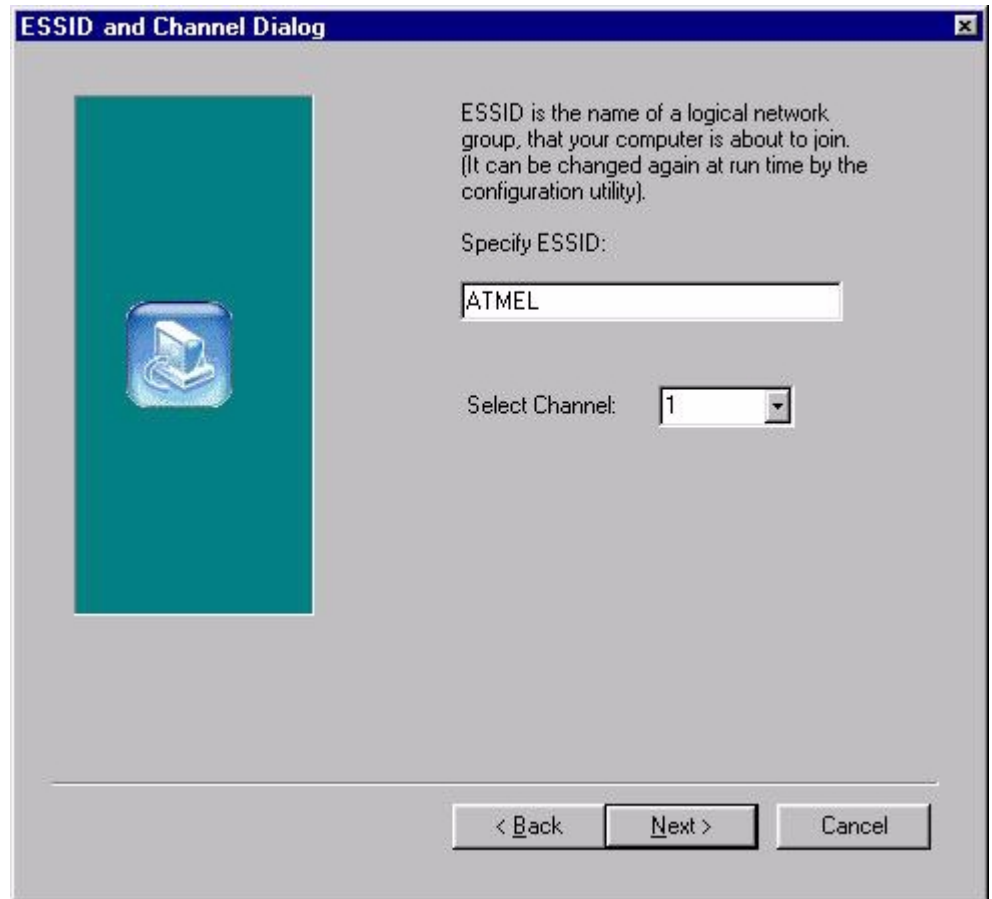 ESSID and Channel Dialog
ESSID is the name of a logical network
group, that your computer is about to join.
(It can be changed again at run time by the
configuration utility).
Specify ESSID:
ATMEL
Select Channel: 1
< Back Next > Cancel